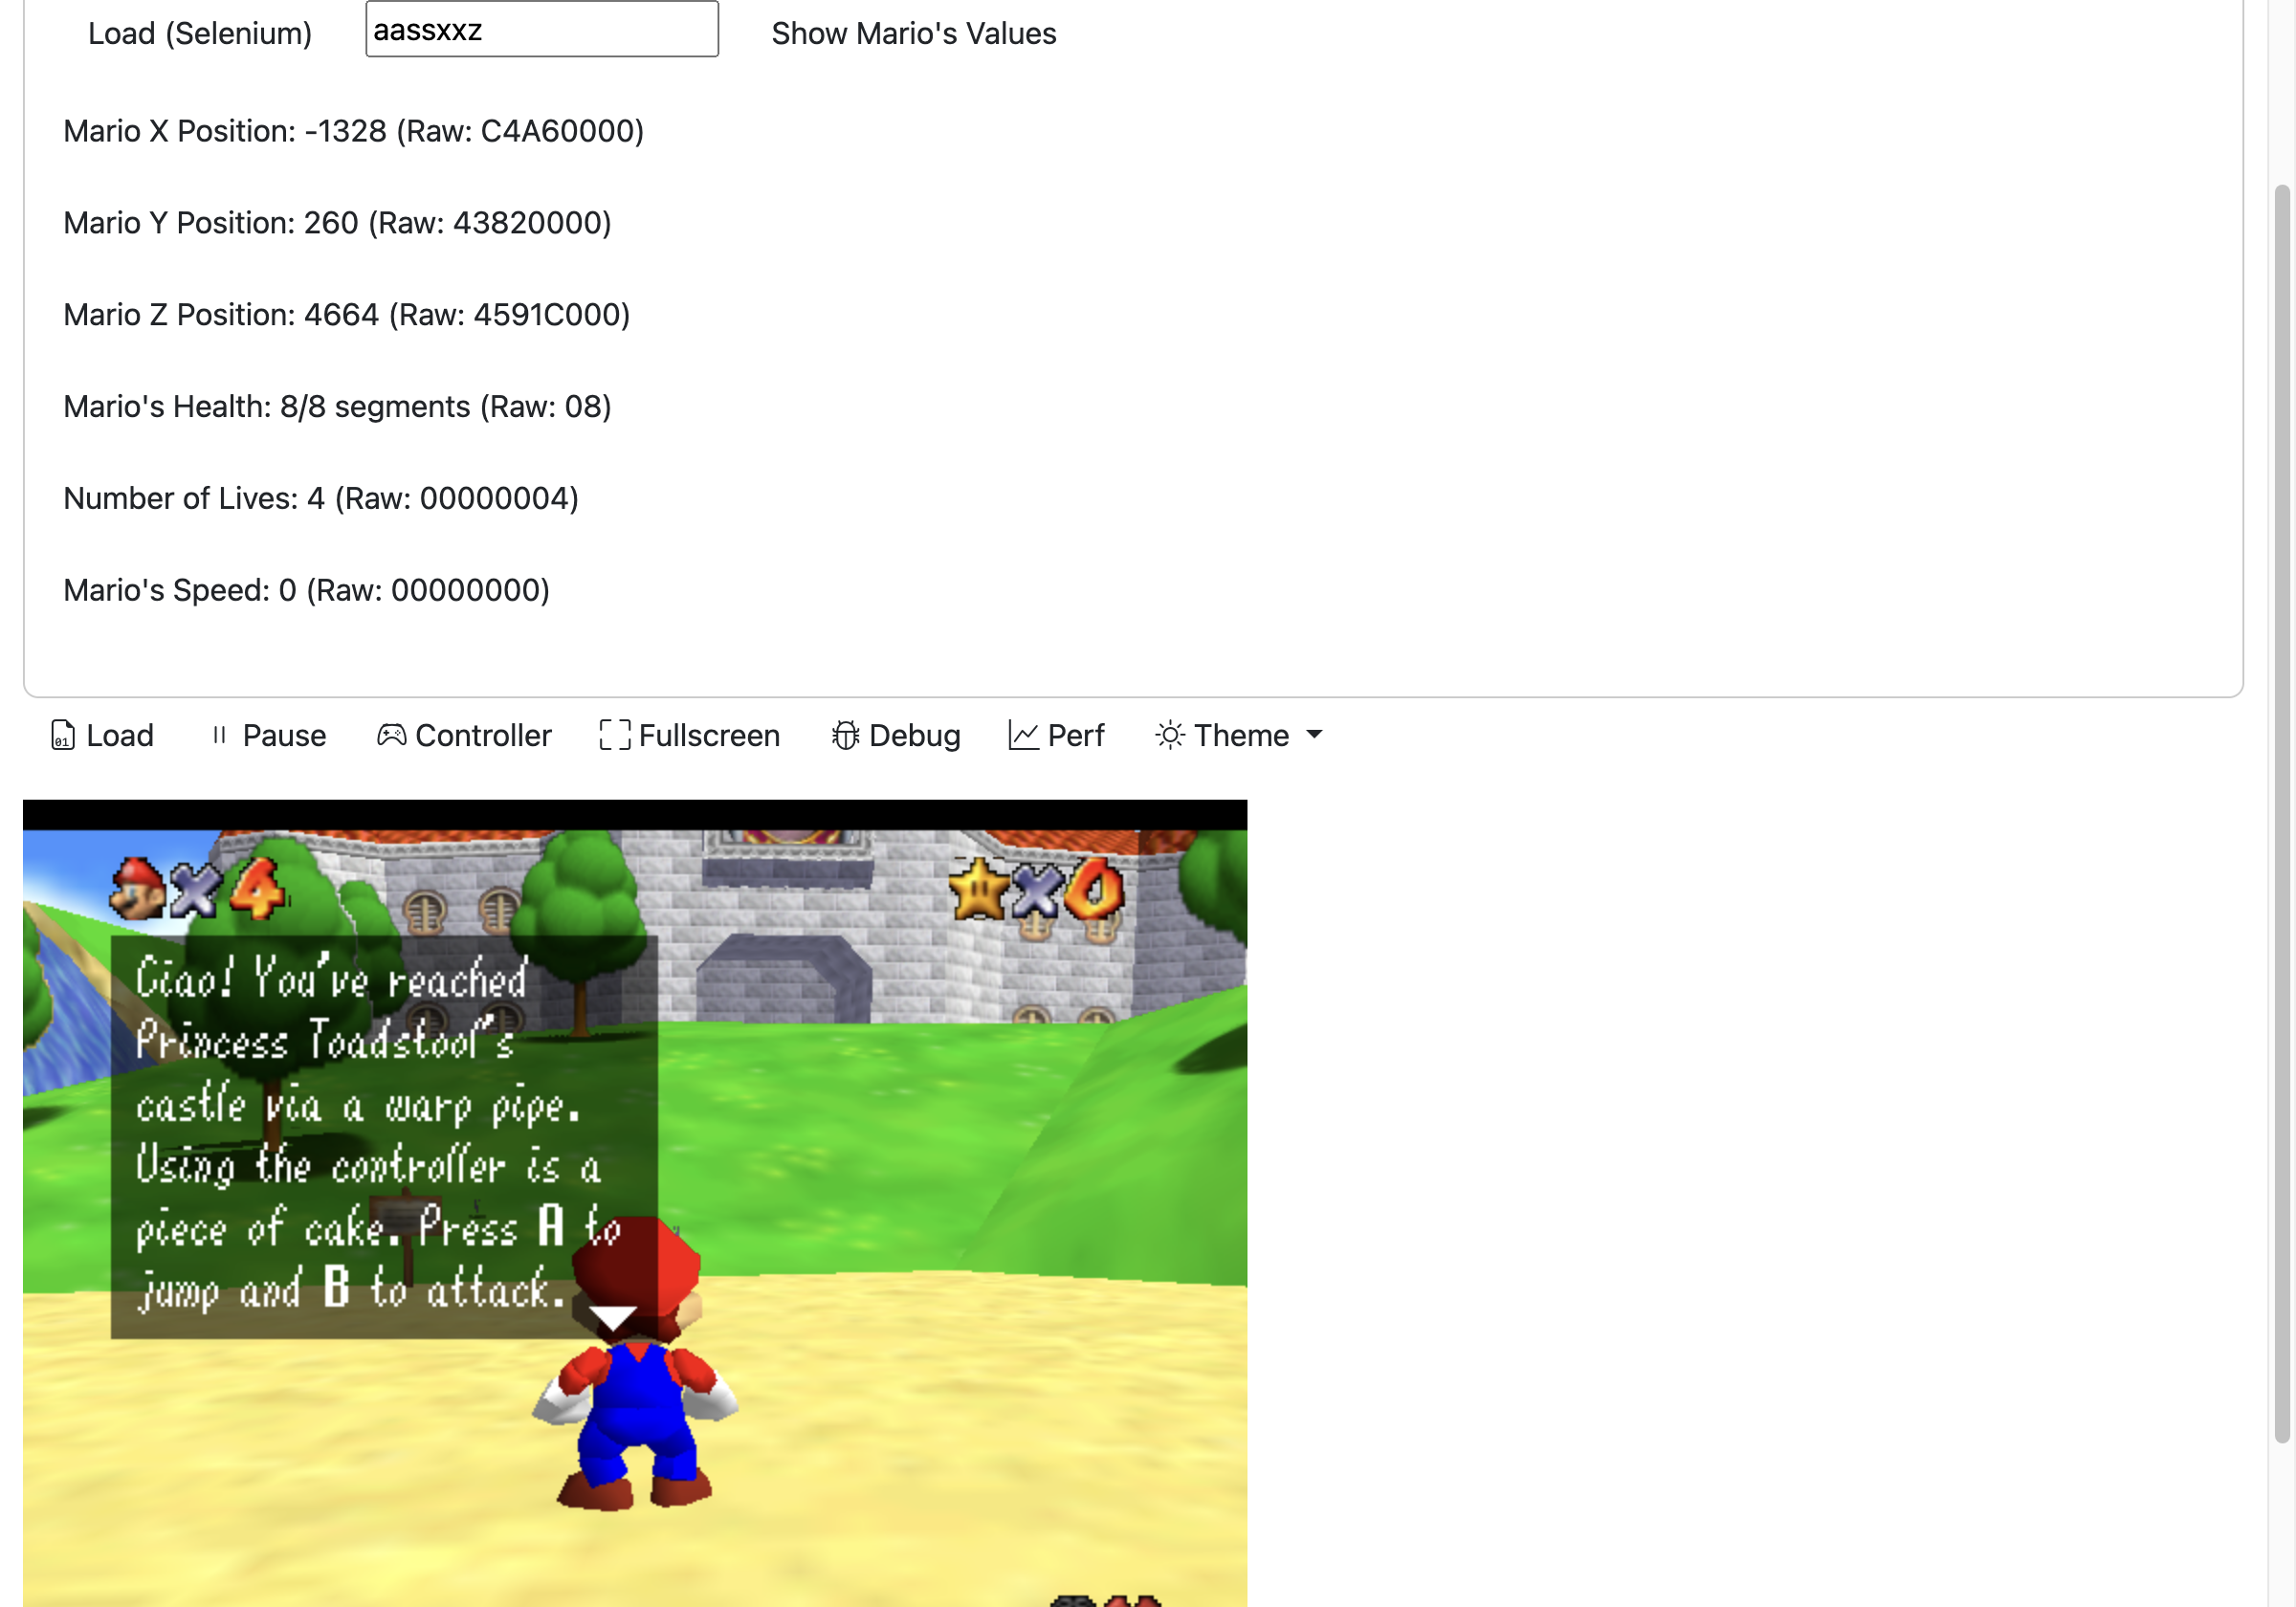 Load (Selenium) aassxxz Show Mario's Values
Mario X Position: -1328 (Raw: C4A60000)
Mario Y Position: 260 (Raw: 43820000)
Mario Z Position: 4664 (Raw: 4591C000)
Mario's Health: 8/8 segments (Raw: 08)
Number of Lives: 4 (Raw: 00000004)
Mario's Speed: 0 (Raw: 00000000)
01 Load Pause Controller Fullscreen Debug Perf Theme
×4 ×0
Ciao! You've reached
Princess Toadstool's
castle via a warp pipe.
Using the controller is a
piece of cake. Press A to
jump and B to attack.